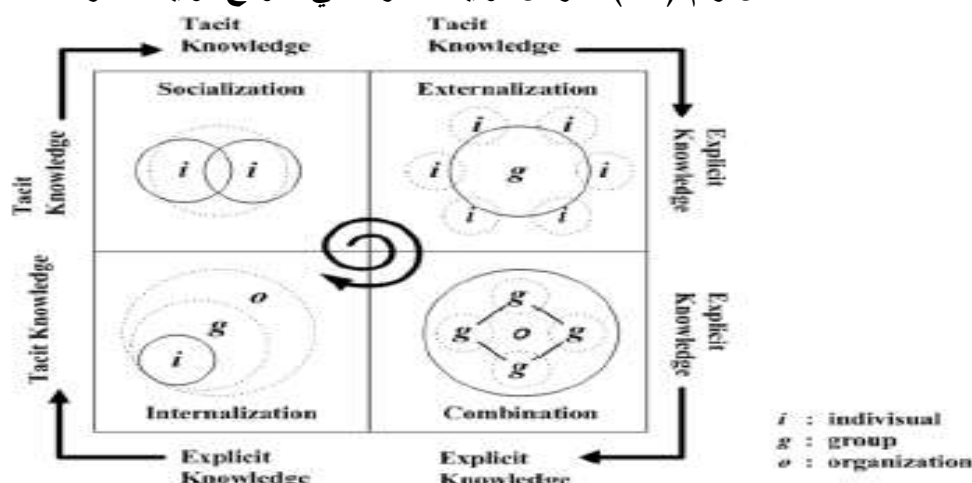 Tacit
Knowledge
Tacit
Knowledge
Socialization
Externalization
i i
i i
i g i
i i
Tacit
Knowledge
Explicit
Knowledge
o
g
i
g
g o g
g
Tacit Knowledge
Explicit
Knowledge
Internalization
Combination
Explicit
Knowledge
Explicit
Knowledge
i : indivisual
g : group
o : organization